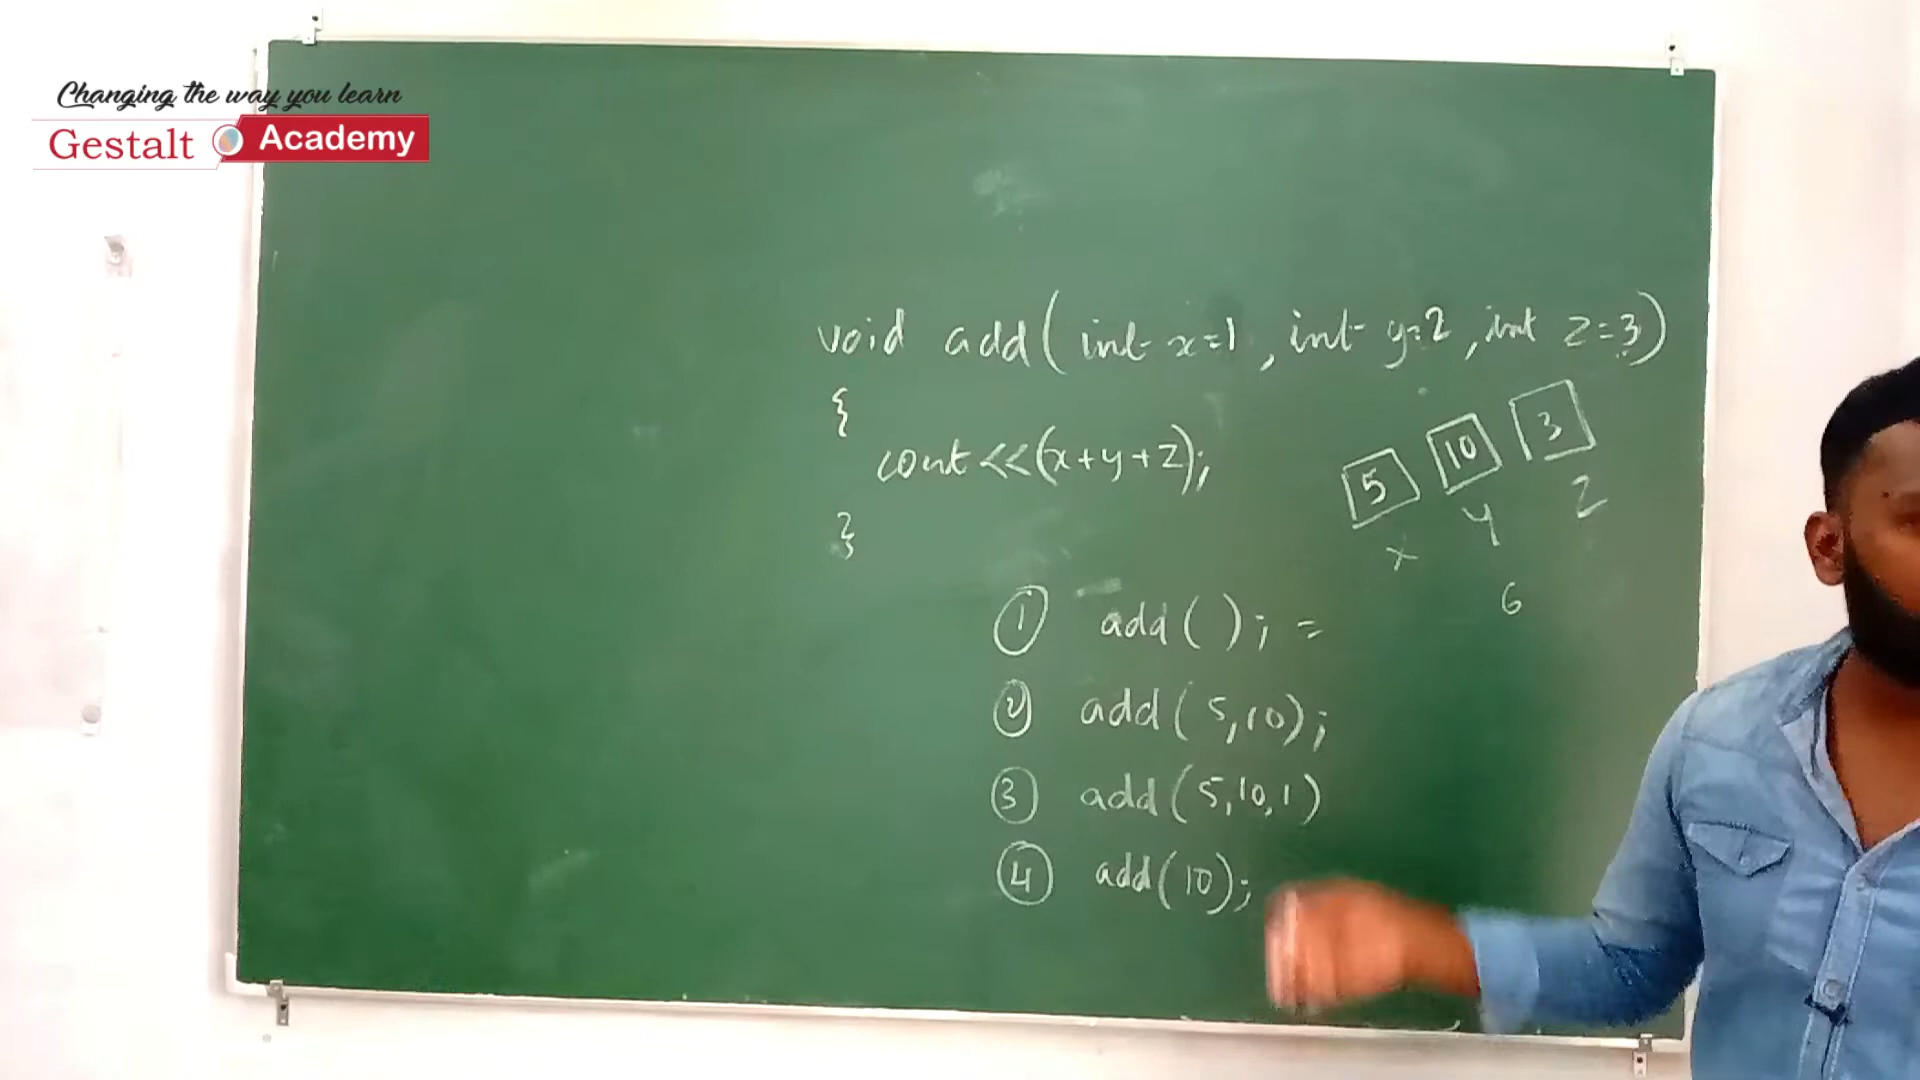 Changing the way you learn
Gestalt Academy
void add(int x=1, int y=2, int z=3)
{
cout<<(x+y+z);
}
5 10 3
x y z
6
① add(); =
② add(5,10);
③ add(5,10,1)
④ add(10);